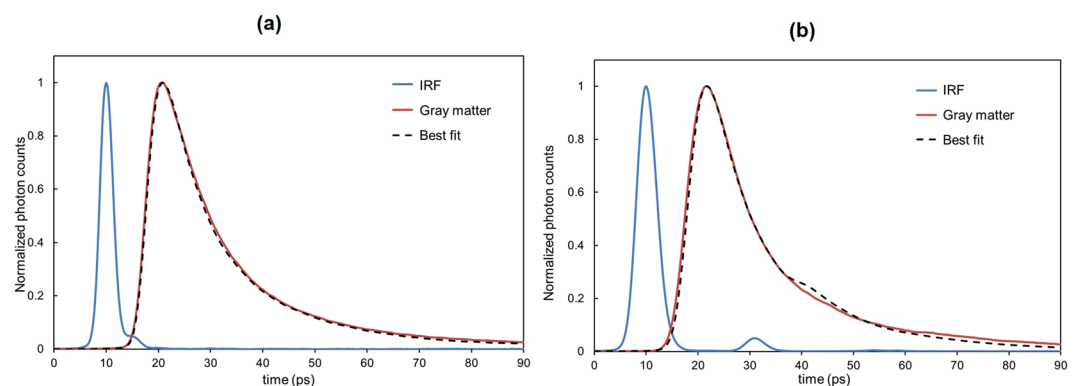 (a)
Normalized photon counts
1
0.8
0.6
0.4
0.2
0
0 10 20 30 40 50 60 70 80 90
time (ps)
IRF
Gray matter
Best fit
(b)
Normalized photon counts
1
0.8
0.6
0.4
0.2
0
0 10 20 30 40 50 60 70 80 90
time (ps)
IRF
Gray matter
Best fit